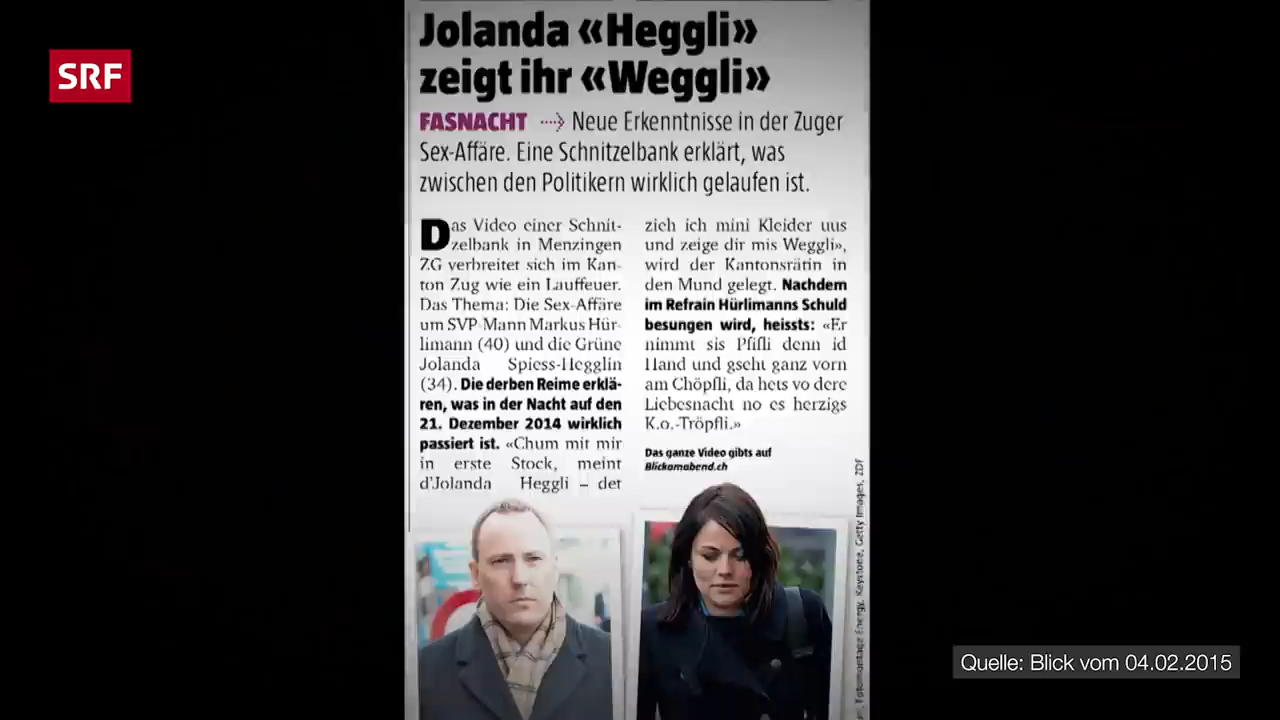 SRF
Jolanda «Heggli»
zeigt ihr «Weggli»
FASNACHT Neue Erkenntnisse in der Zuger
Sex-Affäre. Eine Schnitzelbank erklärt, was
zwischen den Politikern wirklich gelaufen ist.
Das Video einer Schnit-
zelbank in Menzingen
ZG verbreitet sich im Kan-
ton Zug wie ein Lauffeuer.
Das Thema: Die Sex-Affäre
um SVP-Mann Markus Hür-
limann (40) und die Grüne
Jolanda Spiess-Hegglin
(34). Die derben Reime erklä-
ren, was in der Nacht auf den
21. Dezember 2014 wirklich
passiert ist. «Chum mit mir
in erste Stock, meint
d’Jolanda Heggli – det
zieh ich mini Kleider uus
und zeige dir mis Weggli»,
wird der Kantonsrätin in
den Mund gelegt. Nachdem
im Refrain Hürlimanns Schuld
besungen wird, heissts: «Er
nimmt sis Pfifli denn id
Hand und gseht ganz vorn
am Chöpfli, da hets vo dere
Liebesnacht no es herzigs
K.o.-Tröpfli.»
Das ganze Video gibts auf
Blickamabend.ch
Fotomontage Energy, Keystone, Getty Images, ZDF
Quelle: Blick vom 04.02.2015